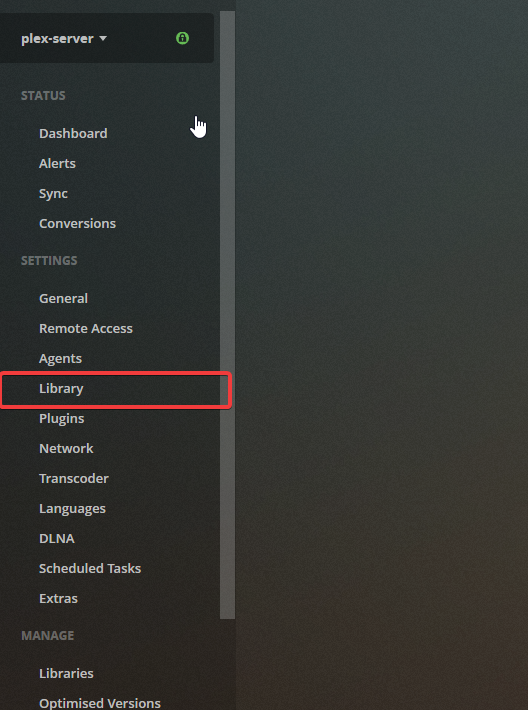 plex-server
STATUS
Dashboard
Alerts
Sync
Conversions
SETTINGS
General
Remote Access
Agents
Library
Plugins
Network
Transcoder
Languages
DLNA
Scheduled Tasks
Extras
MANAGE
Libraries
Optimised Versions